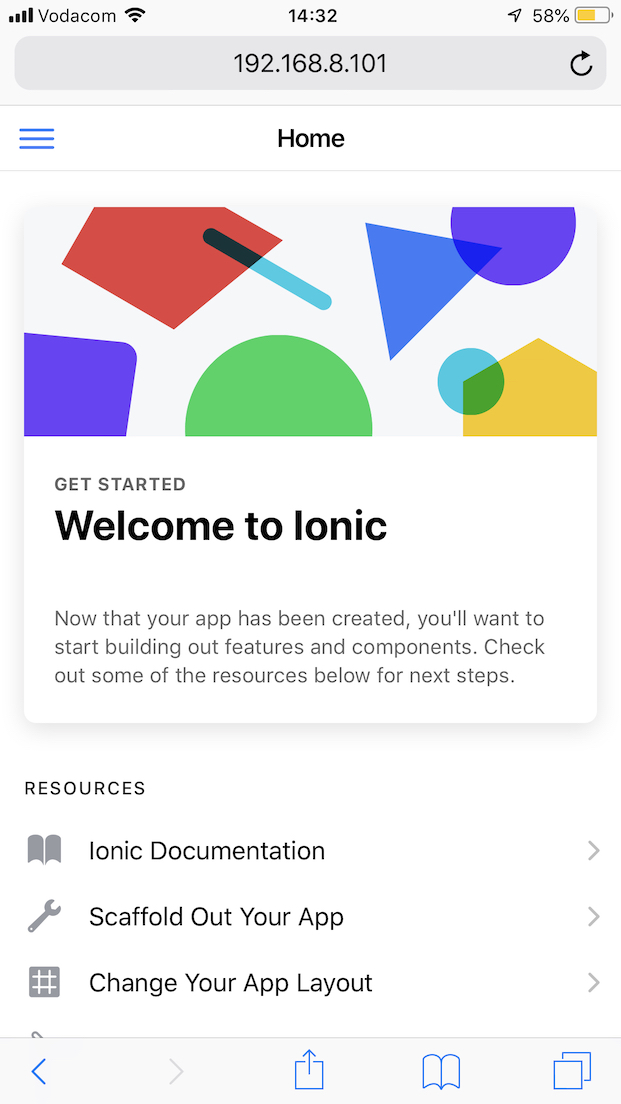 Vodacom 14:32 58%
192.168.8.101
Home
GET STARTED
Welcome to Ionic
Now that your app has been created, you'll want to
start building out features and components. Check
out some of the resources below for next steps.
RESOURCES
Ionic Documentation
Scaffold Out Your App
Change Your App Layout